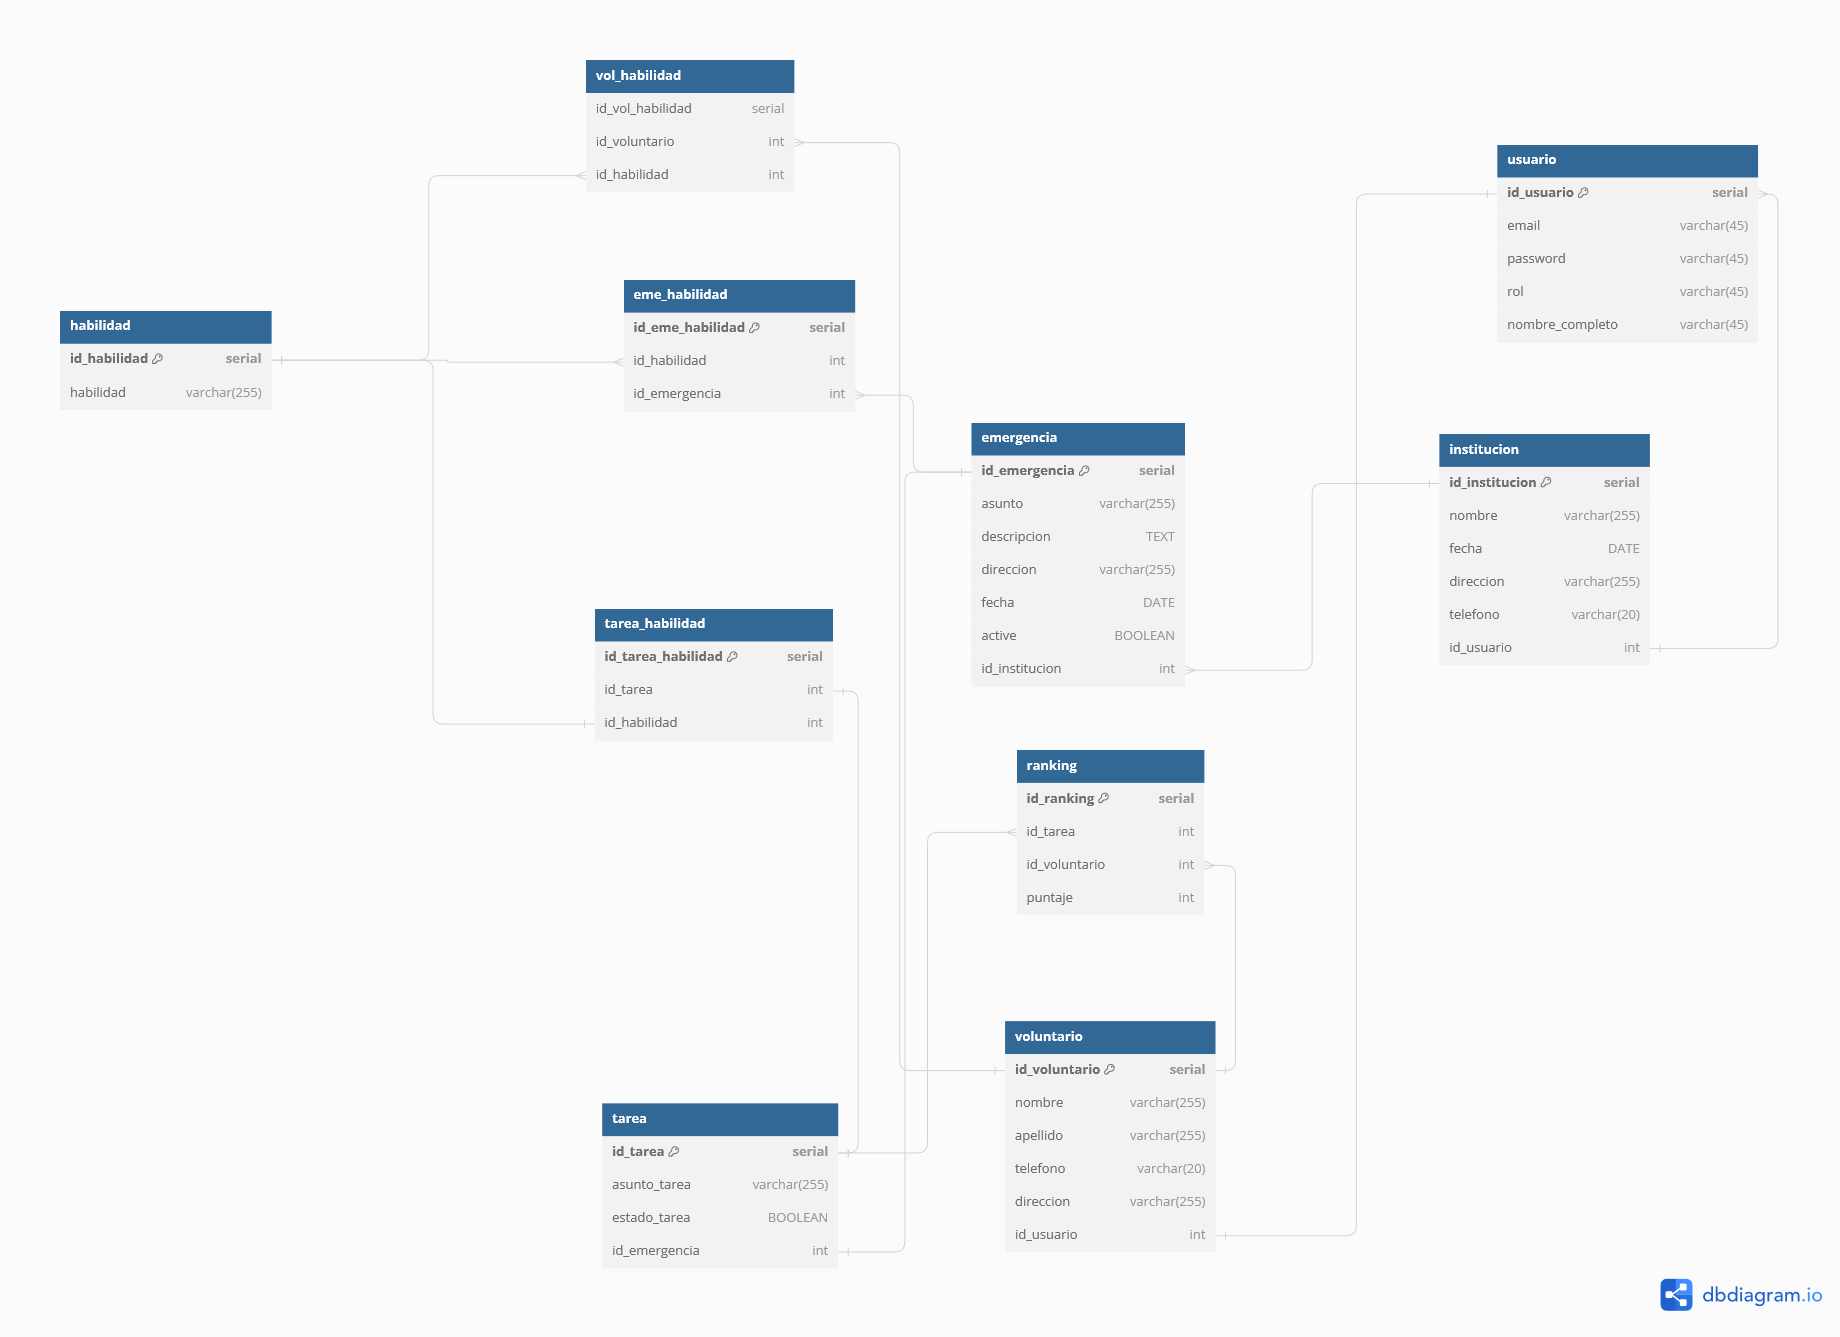 vol_habilidad
id_vol_habilidad serial
id_voluntario int
id_habilidad int
usuario
id_usuario serial
email varchar(45)
password varchar(45)
rol varchar(45)
nombre_completo varchar(45)
eme_habilidad
id_eme_habilidad serial
id_habilidad int
id_emergencia int
habilidad
id_habilidad serial
habilidad varchar(255)
emergencia
id_emergencia serial
asunto varchar(255)
descripcion TEXT
direccion varchar(255)
fecha DATE
active BOOLEAN
id_institucion int
institucion
id_institucion serial
nombre varchar(255)
fecha DATE
direccion varchar(255)
telefono varchar(20)
id_usuario int
tarea_habilidad
id_tarea_habilidad serial
id_tarea int
id_habilidad int
ranking
id_ranking serial
id_tarea int
id_voluntario int
puntaje int
voluntario
id_voluntario serial
nombre varchar(255)
apellido varchar(255)
telefono varchar(20)
direccion varchar(255)
id_usuario int
tarea
id_tarea serial
asunto_tarea varchar(255)
estado_tarea BOOLEAN
id_emergencia int
dbdiagram.io